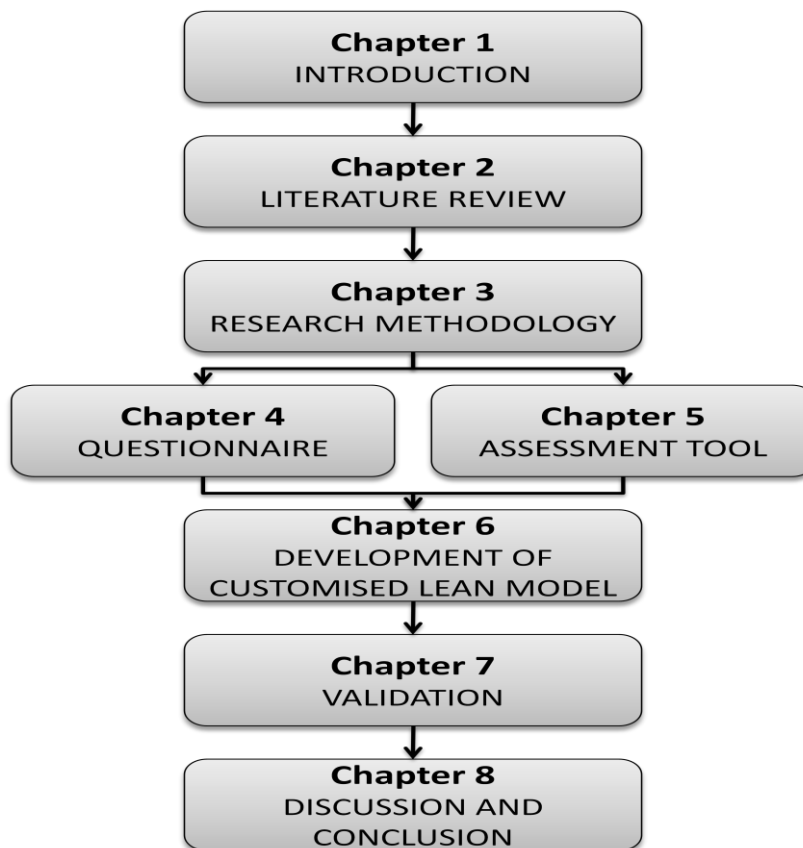 Chapter 1
INTRODUCTION
Chapter 2
LITERATURE REVIEW
Chapter 3
RESEARCH METHODOLOGY
Chapter 4
QUESTIONNAIRE
Chapter 5
ASSESSMENT TOOL
Chapter 6
DEVELOPMENT OF
CUSTOMISED LEAN MODEL
Chapter 7
VALIDATION
Chapter 8
DISCUSSION AND
CONCLUSION